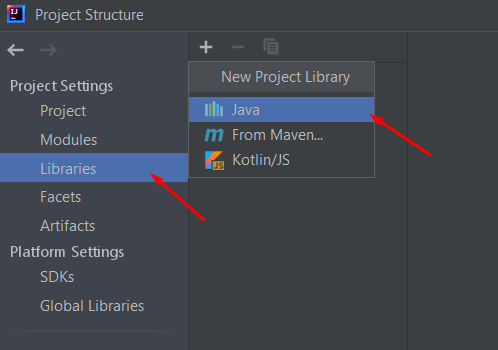 Project Structure
Project Settings
Project
Modules
Libraries
Facets
Artifacts
Platform Settings
SDKs
Global Libraries
New Project Library
Java
From Maven...
Kotlin/JS